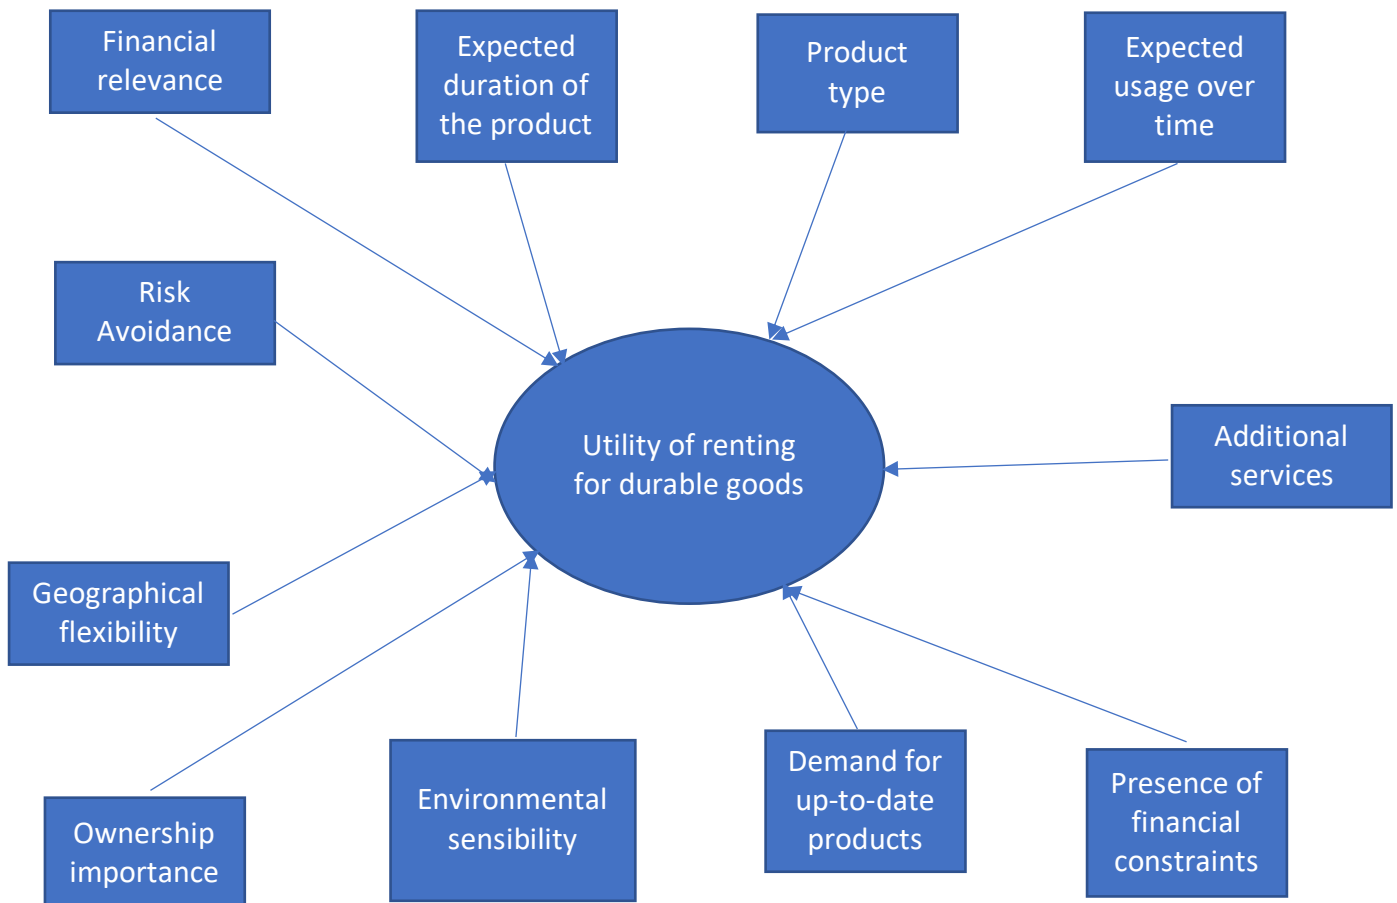 Financial
relevance
Expected
duration of
the product
Product
type
Expected
usage over
time
Risk
Avoidance
Utility of renting
for durable goods
Additional
services
Geographical
flexibility
Ownership
importance
Environmental
sensibility
Demand for
up-to-date
products
Presence of
financial
constraints